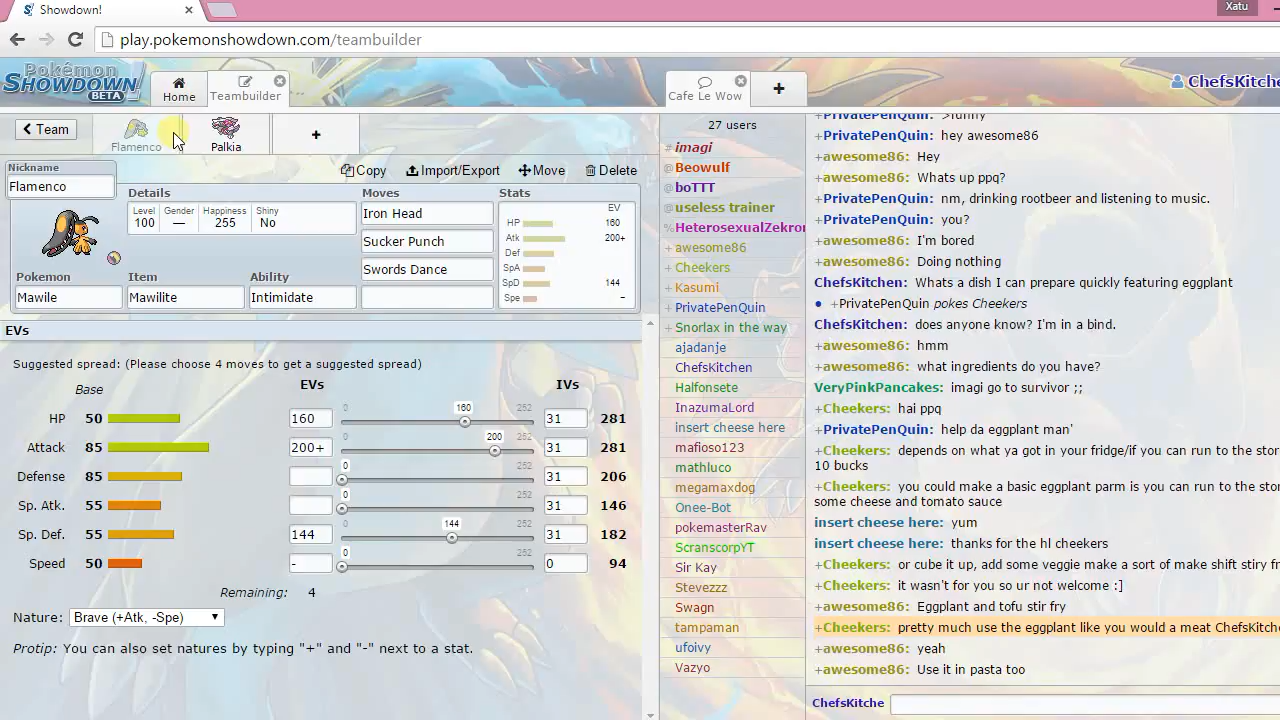 Showdown!
Xatu
play.pokemonshowdown.com/teambuilder
Pokémon
SHOWDOWN!
BETA
Home
Teambuilder
Cafe Le Wow
ChefsKitche
Team
Flamenco
Palkia
Nickname
Flamenco
Copy
Import/Export
Move
Delete
Details
Level
100
Gender
—
Happiness
255
Shiny
No
Moves
Iron Head
Sucker Punch
Swords Dance
Stats
EV
HP 160
Atk 200+
Def
SpA
SpD 144
Spe –
Pokemon
Mawile
Item
Mawilite
Ability
Intimidate
EVs
Suggested spread: (Please choose 4 moves to get a suggested spread)
Base EVs IVs
HP 50 160 0 160 252 31 281
Attack 85 200+ 0 200 252 31 281
Defense 85 0 252 31 206
Sp. Atk. 55 0 252 31 146
Sp. Def. 55 144 0 144 252 31 182
Speed 50 - 0 252 0 94
Remaining: 4
Nature: Brave (+Atk, -Spe)
Protip: You can also set natures by typing "+" and "-" next to a stat.
27 users
#imagi
@Beowulf
@boTTT
@useless trainer
%HeterosexualZekrom
+awesome86
+Cheekers
+Kasumi
+PrivatePenQuin
+Snorlax in the way
ajadanje
ChefsKitchen
Halfonsete
InazumaLord
insert cheese here
mafioso123
mathluco
megamaxdog
Onee-Bot
pokemasterRav
ScranscorpYT
Sir Kay
Stevezzz
Swagn
tampaman
ufoivy
Vazyo
+PrivatePenQuin: >funny
+PrivatePenQuin: hey awesome86
+awesome86: Hey
+awesome86: Whats up ppq?
+PrivatePenQuin: nm, drinking rootbeer and listening to music.
+PrivatePenQuin: you?
+awesome86: I'm bored
+awesome86: Doing nothing
ChefsKitchen: Whats a dish I can prepare quickly featuring eggplant
• +PrivatePenQuin pokes Cheekers
ChefsKitchen: does anyone know? I'm in a bind.
+awesome86: hmm
+awesome86: what ingredients do you have?
VeryPinkPancakes: imagi go to survivor ;;
+Cheekers: hai ppq
+PrivatePenQuin: help da eggplant man'
+Cheekers: depends on what ya got in your fridge/if you can run to the stor
10 bucks
+Cheekers: you could make a basic eggplant parm is you can run to the stor
some cheese and tomato sauce
insert cheese here: yum
insert cheese here: thanks for the hl cheekers
+Cheekers: or cube it up, add some veggie make a sort of make shift stiry fr
+Cheekers: it wasn't for you so ur not welcome :]
+awesome86: Eggplant and tofu stir fry
+Cheekers: pretty much use the eggplant like you would a meat ChefsKitche
+awesome86: yeah
+awesome86: Use it in pasta too
ChefsKitche